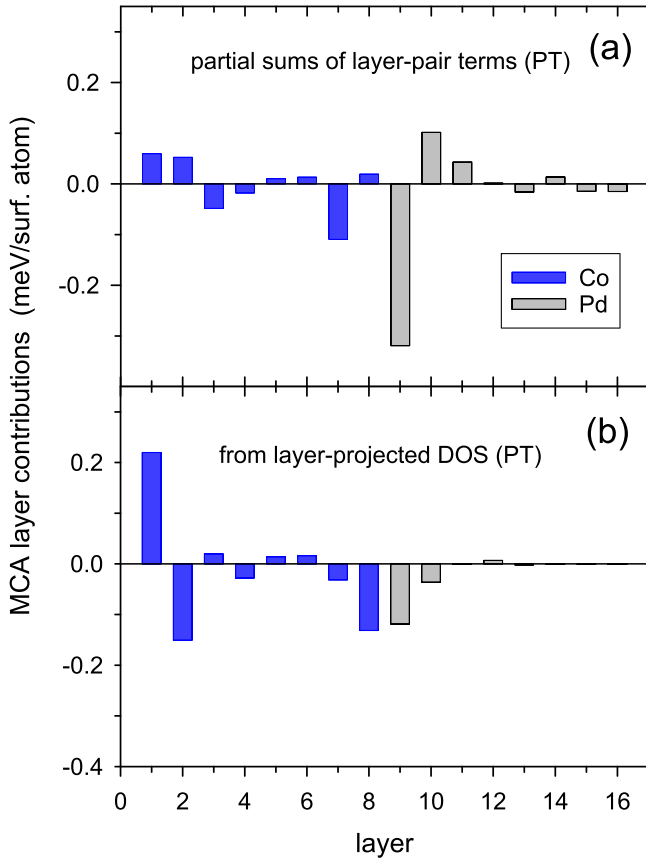 (a)
partial sums of layer-pair terms (PT)
0.2
0.0
-0.2
Co
Pd
MCA layer contributions (meV/surf. atom)
(b)
from layer-projected DOS (PT)
0.2
0.0
-0.2
-0.4
0 2 4 6 8 10 12 14 16
layer